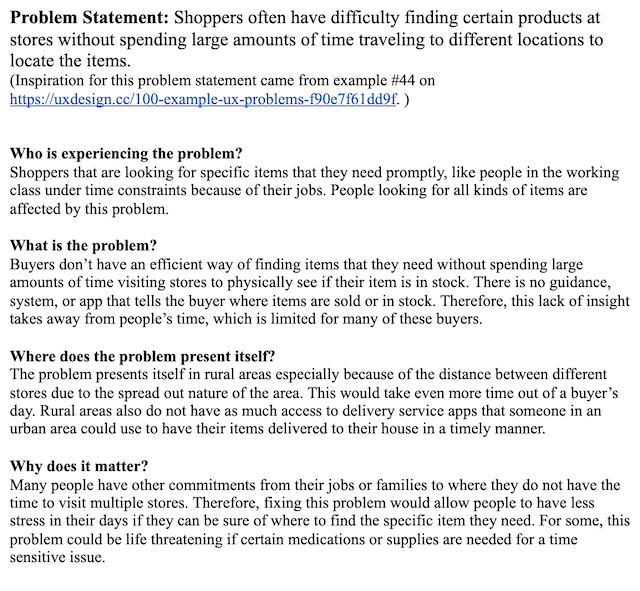 Problem Statement: Shoppers often have difficulty finding certain products at
stores without spending large amounts of time traveling to different locations to
locate the items.
(Inspiration for this problem statement came from example #44 on
https://uxdesign.cc/100-example-ux-problems-f90e7f61dd9f. )
Who is experiencing the problem?
Shoppers that are looking for specific items that they need promptly, like people in the working
class under time constraints because of their jobs. People looking for all kinds of items are
affected by this problem.
What is the problem?
Buyers don’t have an efficient way of finding items that they need without spending large
amounts of time visiting stores to physically see if their item is in stock. There is no guidance,
system, or app that tells the buyer where items are sold or in stock. Therefore, this lack of insight
takes away from people’s time, which is limited for many of these buyers.
Where does the problem present itself?
The problem presents itself in rural areas especially because of the distance between different
stores due to the spread out nature of the area. This would take even more time out of a buyer’s
day. Rural areas also do not have as much access to delivery service apps that someone in an
urban area could use to have their items delivered to their house in a timely manner.
Why does it matter?
Many people have other commitments from their jobs or families to where they do not have the
time to visit multiple stores. Therefore, fixing this problem would allow people to have less
stress in their days if they can be sure of where to find the specific item they need. For some, this
problem could be life threatening if certain medications or supplies are needed for a time
sensitive issue.